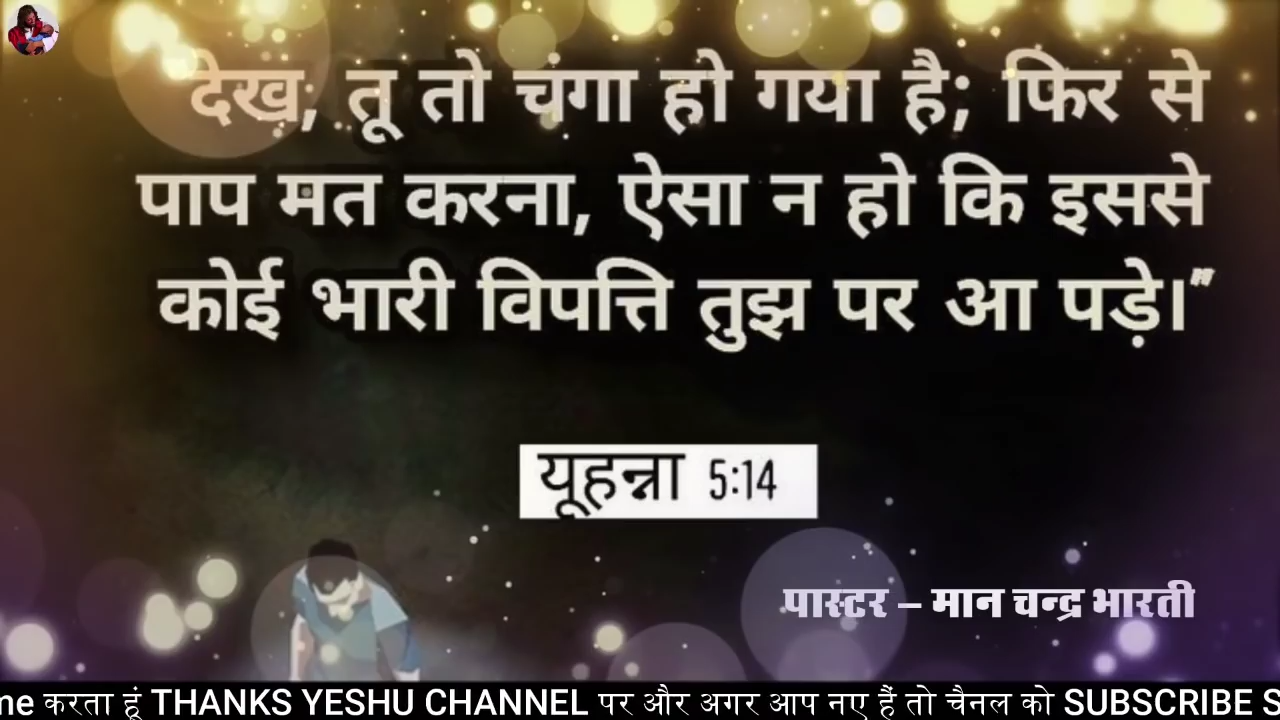 देख, तू तो चंगा हो गया है; फिर से
पाप मत करना, ऐसा न हो कि इससे
कोई भारी विपत्ति तुझ पर आ पड़े।"
यूहन्ना 5:14
पास्टर – मान चन्द्र भारती
me करता हूं THANKS YESHU CHANNEL पर और अगर आप नए हैं तो चैनल को SUBSCRIBE S